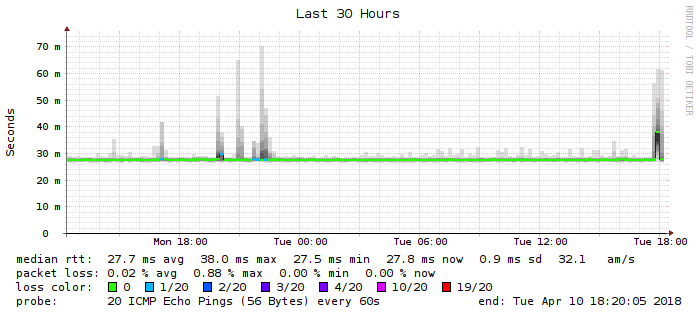 Last 30 Hours
RRDTOOL / TOBI OETIKER
Seconds
70 m
60 m
50 m
40 m
30 m
20 m
10 m
0
Mon 18:00 Tue 00:00 Tue 06:00 Tue 12:00 Tue 18:00
median rtt: 27.7 ms avg 38.0 ms max 27.5 ms min 27.8 ms now 0.9 ms sd 32.1 am/s
packet loss: 0.02 % avg 0.88 % max 0.00 % min 0.00 % now
loss color: 0 1/20 2/20 3/20 4/20 10/20 19/20
probe: 20 ICMP Echo Pings (56 Bytes) every 60s end: Tue Apr 10 18:20:05 2018